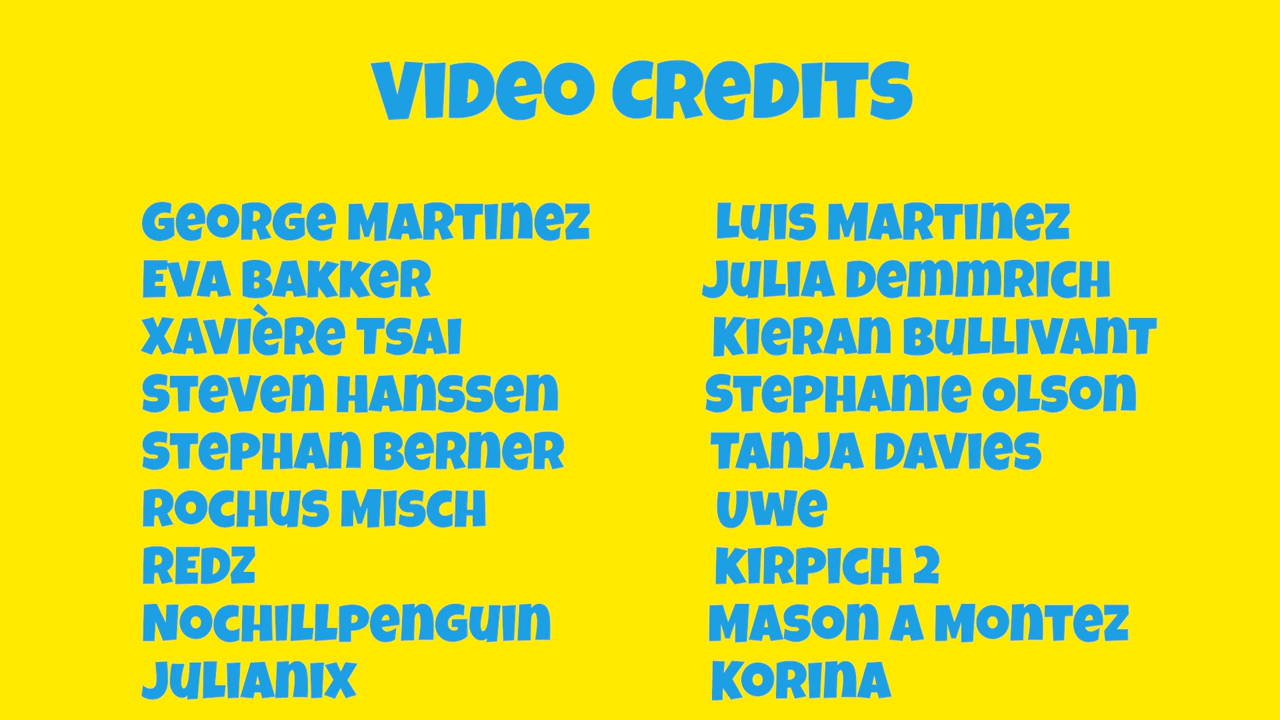 Video Credits
George Martinez
Eva Bakker
Xavière Tsai
Steven Hanssen
Stephan Berner
Rochus Misch
REDZ
Nochillpenguin
Julianix
Luis Martinez
Julia Demmrich
Kieran Bullivant
Stephanie Olson
Tanja Davies
Uwe
Kirpich 2
Mason A Montez
Korina